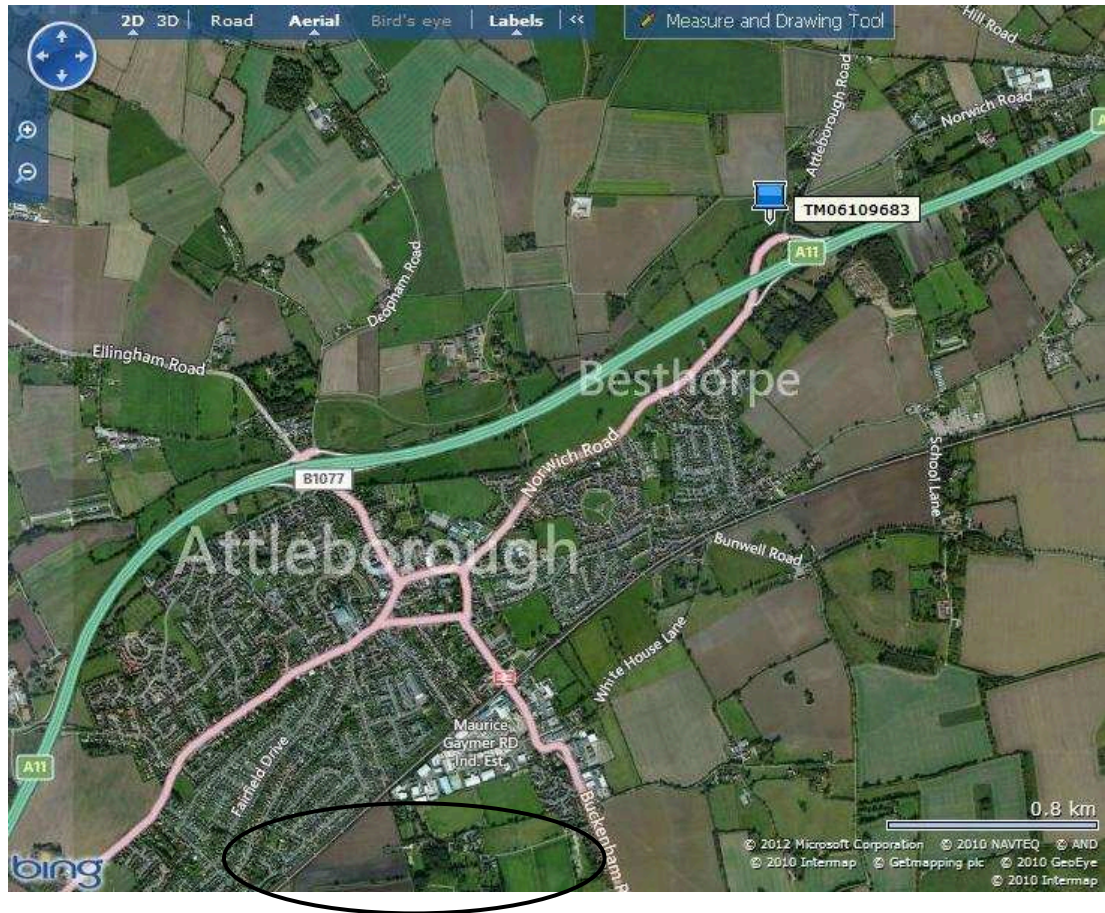 2D 3D Road Aerial Bird's eye Labels <<
Measure and Drawing Tool
Hill Road
Attleborough Road
Norwich Road
A
TM06109683
A11
Deopham Road
Ellingham Road
Besthorpe
Norwich Road
School Lane
B1077
Attleborough
Bunwell Road
White House Lane
Maurice
Gaymer RD
Ind. Est.
A11
Fairfield Drive
Buckenham R
0.8 km
bing
© 2012 Microsoft Corporation © 2010 NAVTEQ © AND
© 2010 Intermap © Getmapping plc © 2010 GeoEye
© 2010 Intermap